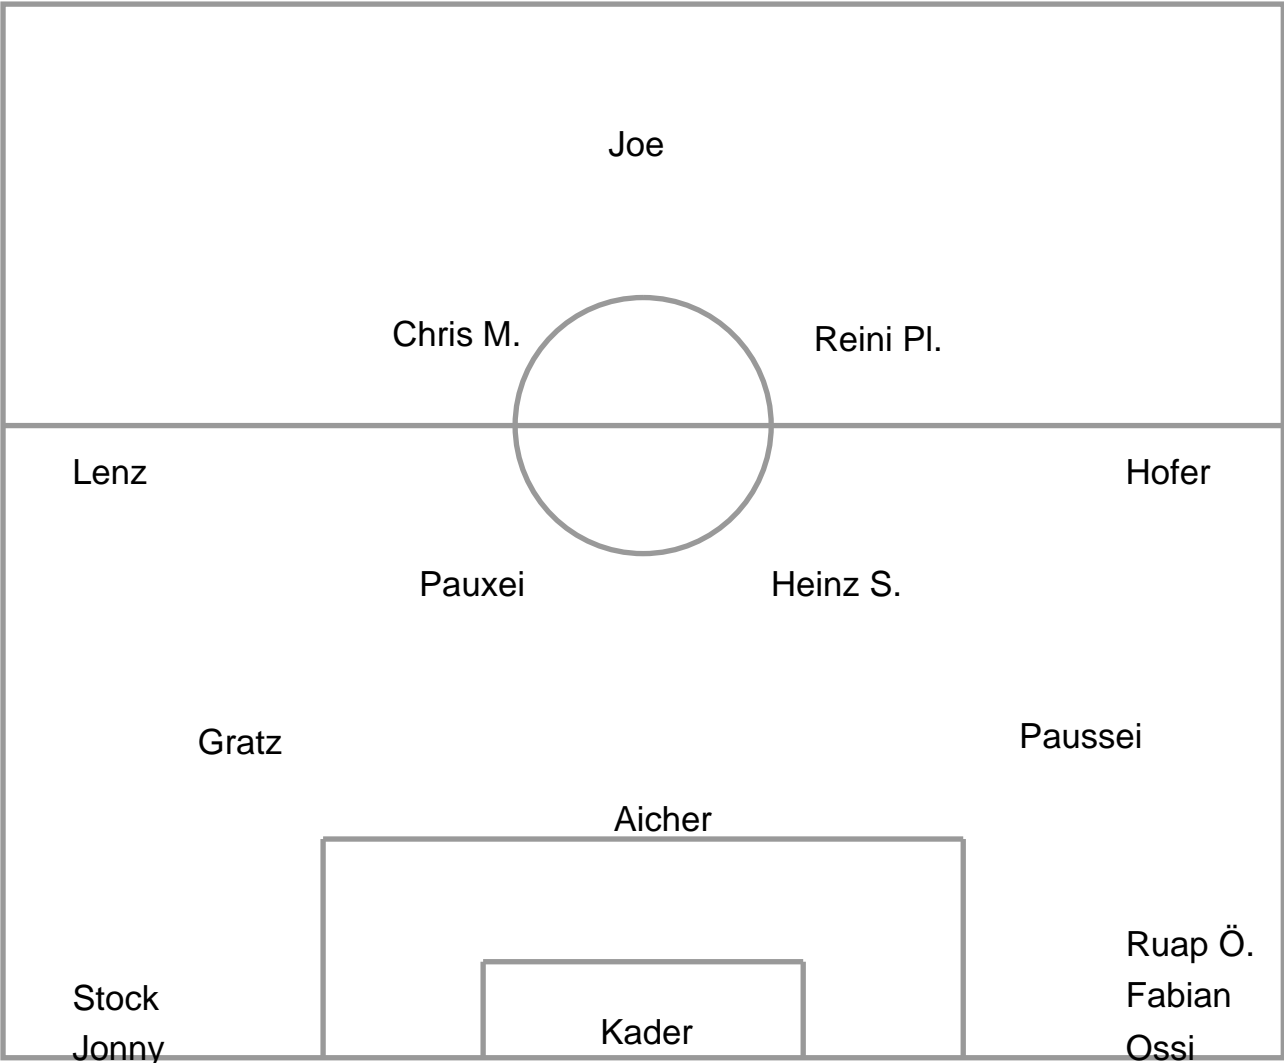 Joe
Chris M.
Reini Pl.
Lenz
Hofer
Pauxei
Heinz S.
Gratz
Paussei
Aicher
Ruap Ö.
Stock
Fabian
Kader
Jonny
Ossi